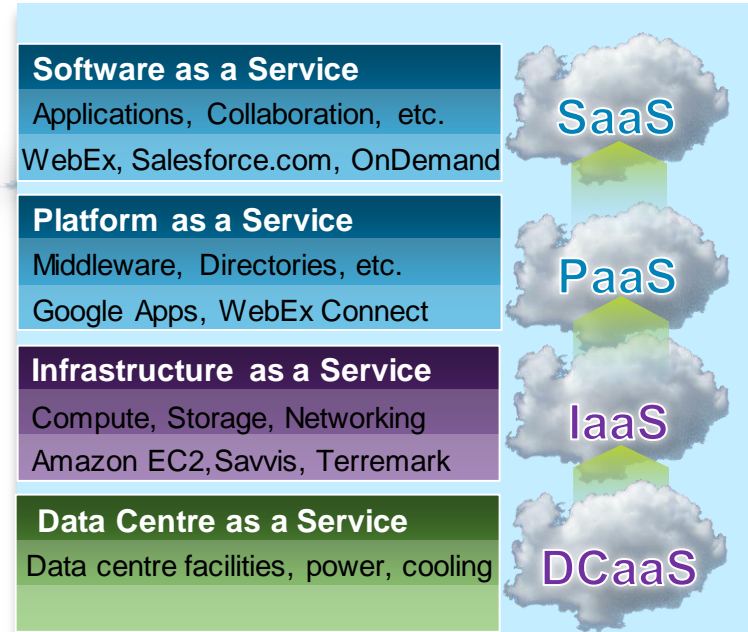 Software as a Service
Applications, Collaboration, etc.
WebEx, Salesforce.com, OnDemand
SaaS
Platform as a Service
Middleware, Directories, etc.
Google Apps, WebEx Connect
PaaS
Infrastructure as a Service
Compute, Storage, Networking
Amazon EC2,Savvis, Terremark
IaaS
Data Centre as a Service
Data centre facilities, power, cooling
DCaaS